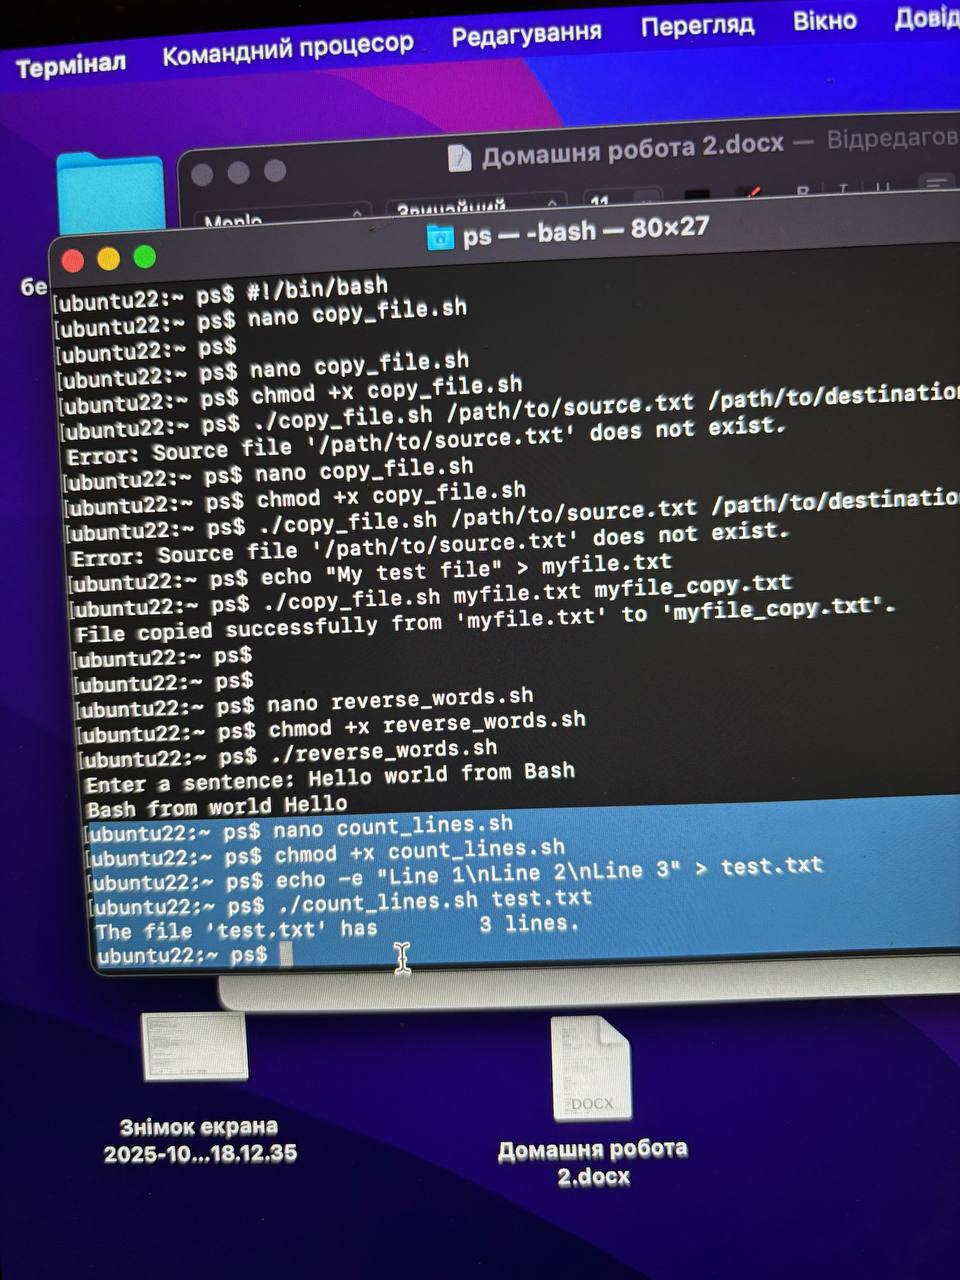 Термінал Командний процесор Редагування Перегляд Вікно Довід
Домашня робота 2.docx — Відредагов
Menlo Звичайний 11 B I U
ps — -bash — 80×27
бе
[ubuntu22:~ ps$ #!/bin/bash
[ubuntu22:~ ps$ nano copy_file.sh
[ubuntu22:~ ps$
[ubuntu22:~ ps$ nano copy_file.sh
[ubuntu22:~ ps$ chmod +x copy_file.sh
[ubuntu22:~ ps$ ./copy_file.sh /path/to/source.txt /path/to/destination
Error: Source file '/path/to/source.txt' does not exist.
[ubuntu22:~ ps$ nano copy_file.sh
[ubuntu22:~ ps$ chmod +x copy_file.sh
[ubuntu22:~ ps$ ./copy_file.sh /path/to/source.txt /path/to/destinatio
Error: Source file '/path/to/source.txt' does not exist.
[ubuntu22:~ ps$ echo "My test file" > myfile.txt
[ubuntu22:~ ps$ ./copy_file.sh myfile.txt myfile_copy.txt
File copied successfully from 'myfile.txt' to 'myfile_copy.txt'.
[ubuntu22:~ ps$
[ubuntu22:~ ps$
[ubuntu22:~ ps$ nano reverse_words.sh
[ubuntu22:~ ps$ chmod +x reverse_words.sh
[ubuntu22:~ ps$ ./reverse_words.sh
Enter a sentence: Hello world from Bash
Bash from world Hello
[ubuntu22:~ ps$ nano count_lines.sh
[ubuntu22:~ ps$ chmod +x count_lines.sh
[ubuntu22:~ ps$ echo -e "Line 1\nLine 2\nLine 3" > test.txt
[ubuntu22:~ ps$ ./count_lines.sh test.txt
The file 'test.txt' has        3 lines.
ubuntu22:~ ps$
Знімок екрана
2025-10...18.12.35
DOCX
Домашня робота
2.docx